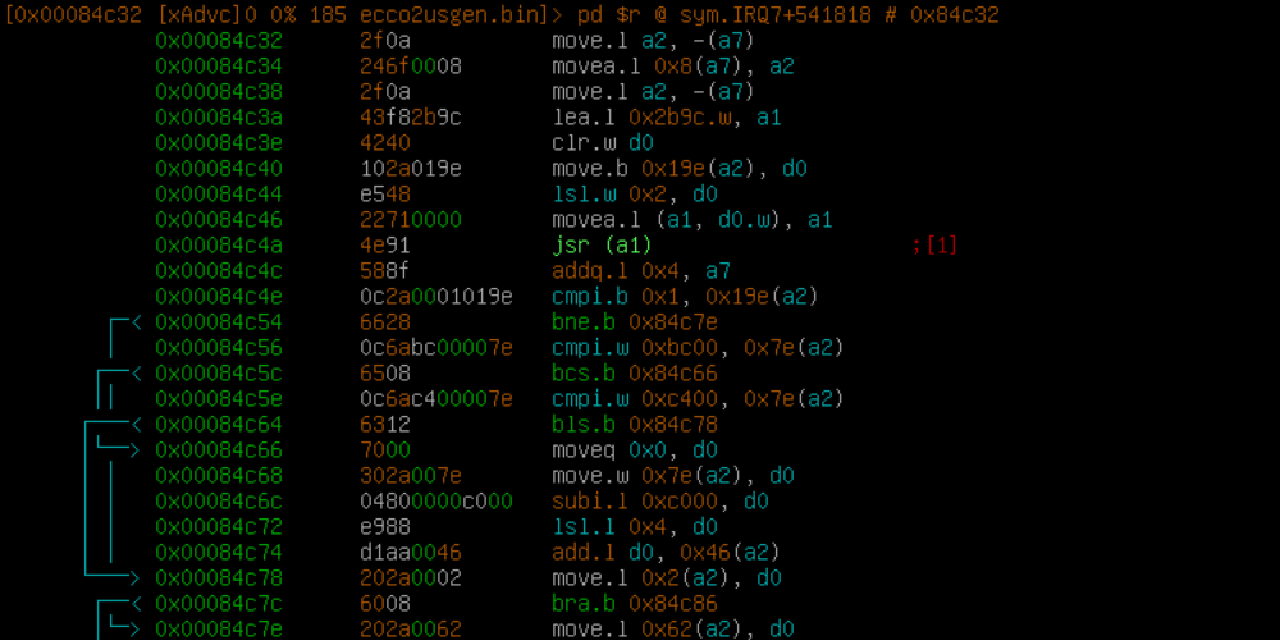 [0x00084c32 [xAdvc]0 0% 185 ecco2usgen.bin]> pd $r @ sym.IRQ7+541818 # 0x84c32
0x00084c32 2f0a move.l a2, -(a7)
0x00084c34 246f0008 movea.l 0x8(a7), a2
0x00084c38 2f0a move.l a2, -(a7)
0x00084c3a 43f82b9c lea.l 0x2b9c.w, a1
0x00084c3e 4240 clr.w d0
0x00084c40 102a019e move.b 0x19e(a2), d0
0x00084c44 e548 lsl.w 0x2, d0
0x00084c46 22710000 movea.l (a1, d0.w), a1
0x00084c4a 4e91 jsr (a1) ;[1]
0x00084c4c 588f addq.l 0x4, a7
0x00084c4e 0c2a0001019e cmpi.b 0x1, 0x19e(a2)
< 0x00084c54 6628 bne.b 0x84c7e
0x00084c56 0c6abc00007e cmpi.w 0xbc00, 0x7e(a2)
< 0x00084c5c 6508 bcs.b 0x84c66
0x00084c5e 0c6ac400007e cmpi.w 0xc400, 0x7e(a2)
< 0x00084c64 6312 bls.b 0x84c78
> 0x00084c66 7000 moveq 0x0, d0
0x00084c68 302a007e move.w 0x7e(a2), d0
0x00084c6c 04800000c000 subi.l 0xc000, d0
0x00084c72 e988 lsl.l 0x4, d0
0x00084c74 d1aa0046 add.l d0, 0x46(a2)
> 0x00084c78 202a0002 move.l 0x2(a2), d0
< 0x00084c7c 6008 bra.b 0x84c86
> 0x00084c7e 202a0062 move.l 0x62(a2), d0